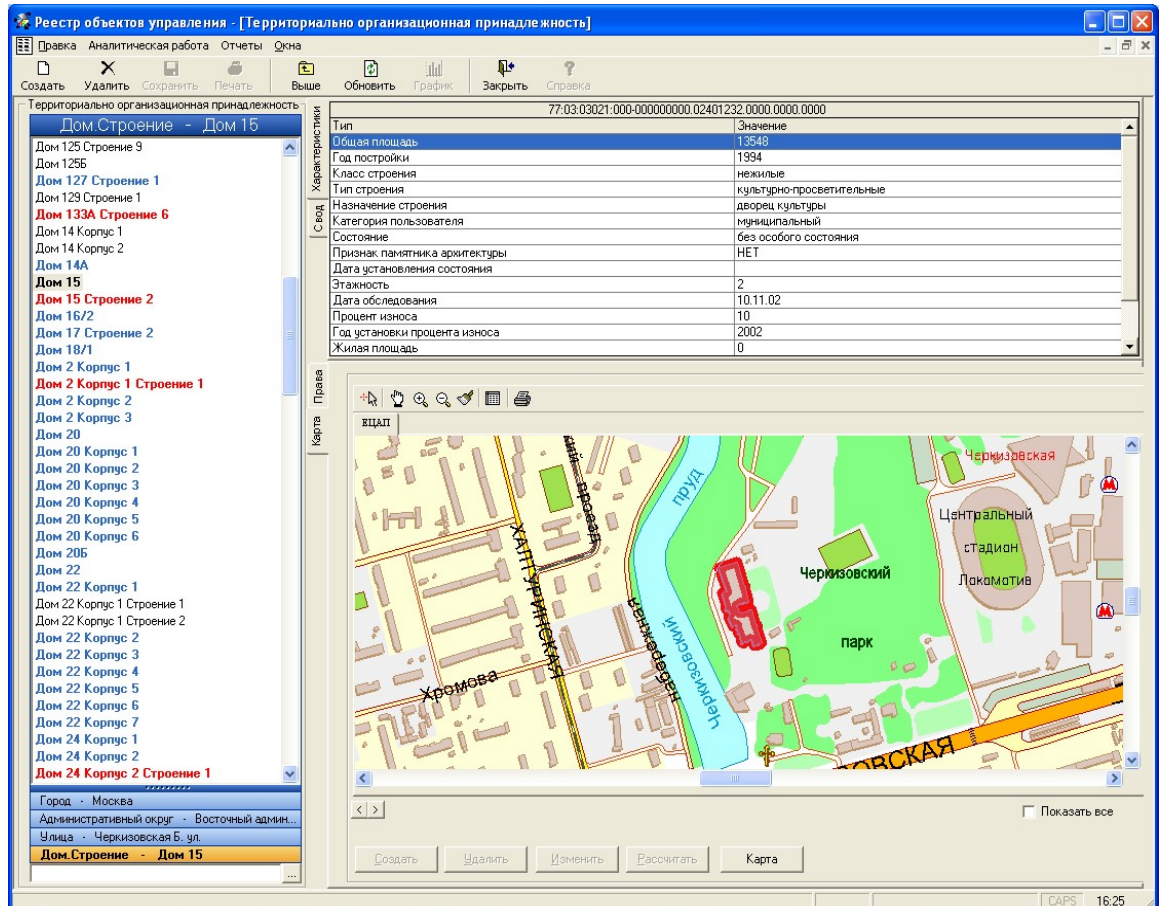 Реестр объектов управления - [Территориально организационная принадлежность]
Правка Аналитическая работа Отчеты Окна
Создать Удалить Сохранить Печать Выше Обновить График Закрыть Справка
Территориально организационная принадлежность
Дом.Строение - Дом 15
Дом 125 Строение 9
Дом 125Б
Дом 127 Строение 1
Дом 129 Строение 1
Дом 133А Строение 6
Дом 14 Корпус 1
Дом 14 Корпус 2
Дом 14А
Дом 15
Дом 15 Строение 2
Дом 16/2
Дом 17 Строение 2
Дом 18/1
Дом 2 Корпус 1
Дом 2 Корпус 1 Строение 1
Дом 2 Корпус 2
Дом 2 Корпус 3
Дом 20
Дом 20 Корпус 1
Дом 20 Корпус 2
Дом 20 Корпус 3
Дом 20 Корпус 4
Дом 20 Корпус 5
Дом 20 Корпус 6
Дом 20Б
Дом 22
Дом 22 Корпус 1
Дом 22 Корпус 1 Строение 1
Дом 22 Корпус 1 Строение 2
Дом 22 Корпус 2
Дом 22 Корпус 3
Дом 22 Корпус 4
Дом 22 Корпус 5
Дом 22 Корпус 6
Дом 22 Корпус 7
Дом 24 Корпус 1
Дом 24 Корпус 2
Дом 24 Корпус 2 Строение 1
Город - Москва
Административный округ - Восточный админ...
Улица - Черкизовская Б. ул.
Дом.Строение - Дом 15
...
Характеристики
Свод
77:03:03021:000-000000000.02401232.0000.0000.0000
Тип Значение
Общая площадь 13548
Год постройки 1994
Класс строения нежилые
Тип строения культурно-просветительные
Назначение строения дворец культуры
Категория пользователя муниципальный
Состояние без особого состояния
Признак памятника архитектуры НЕТ
Дата установления состояния
Этажность 2
Дата обследования 10.11.02
Процент износа 10
Год установки процента износа 2002
Жилая площадь 0
Права
Карта
ЕЦАП
проезд
пруд
Черкизовская
Центральный
стадион
Локомотив
ХАЛТУРИНСКАЯ
Черкизовский
парк
набережная
Черкизовский
Хромова
ЗОВСКАЯ
Показать все
Создать Удалить Изменить Рассчитать Карта
CAPS 16:25